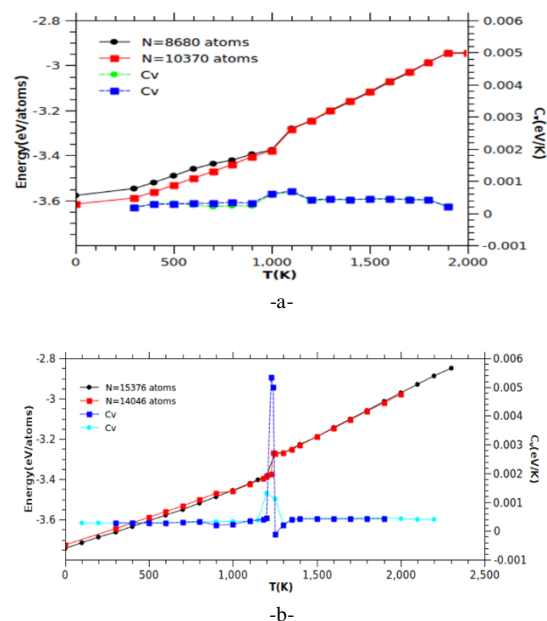 -2.8
-3
-3.2
-3.4
-3.6
Energy(eV/atoms)
N=8680 atoms
N=10370 atoms
Cv
Cv
0.006
0.005
0.004
0.003
0.002
0.001
0
-0.001
Cv(eV/K)
0 500 1,000 1,500 2,000
T(K)
-a-
-2.8
-3
-3.2
-3.4
-3.6
Energy(eV/atoms)
N=15376 atoms
N=14046 atoms
Cv
Cv
0.006
0.005
0.004
0.003
0.002
0.001
0
-0.001
Cv(eV/K)
0 500 1,000 1,500 2,000 2,500
T(K)
-b-